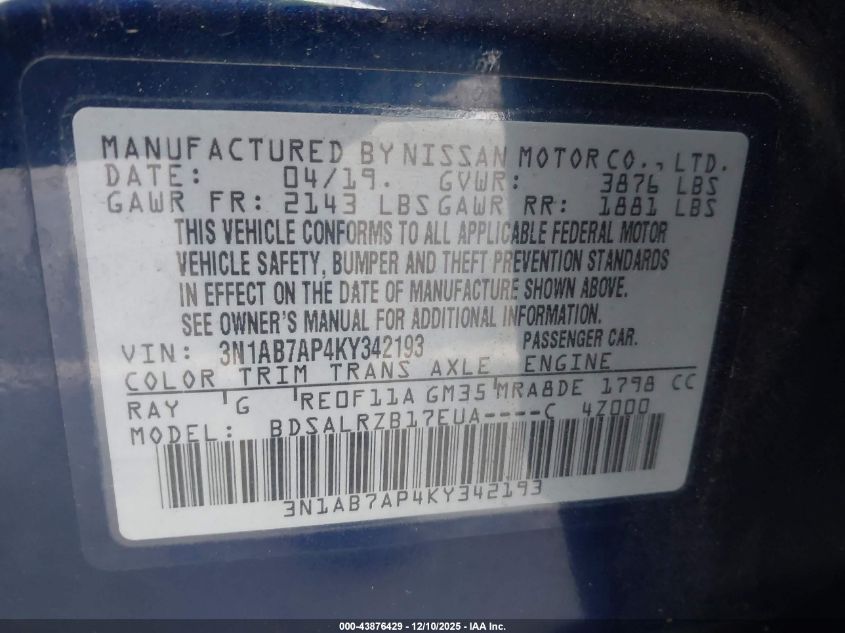 MANUFACTURED BY NISSAN MOTOR CO., LTD.
DATE: 04/19. GVWR: 3876 LBS
GAWR FR: 2143 LBS GAWR RR: 1881 LBS
THIS VEHICLE CONFORMS TO ALL APPLICABLE FEDERAL MOTOR
VEHICLE SAFETY, BUMPER AND THEFT PREVENTION STANDARDS
IN EFFECT ON THE DATE OF MANUFACTURE SHOWN ABOVE.
SEE OWNER'S MANUAL FOR ADDITIONAL INFORMATION.
VIN: 3N1AB7AP4KY342193 PASSENGER CAR.
COLOR TRIM TRANS AXLE ENGINE
RAY G RE0F11A GM35 MRA8DE 1798 CC
MODEL: BDSALRZB17EUA----C 4Z000
3N1AB7AP4KY342193
000-43876429 - 12/10/2025 - IAA Inc.